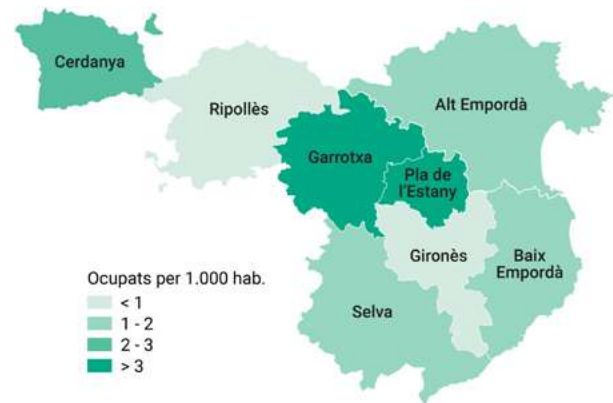 Cerdanya
Ripollès
Alt Empordà
Garrotxa
Pla de
l'Estany
Gironès
Baix
Empordà
Selva
Ocupats per 1.000 hab.
< 1
1 - 2
2 - 3
> 3